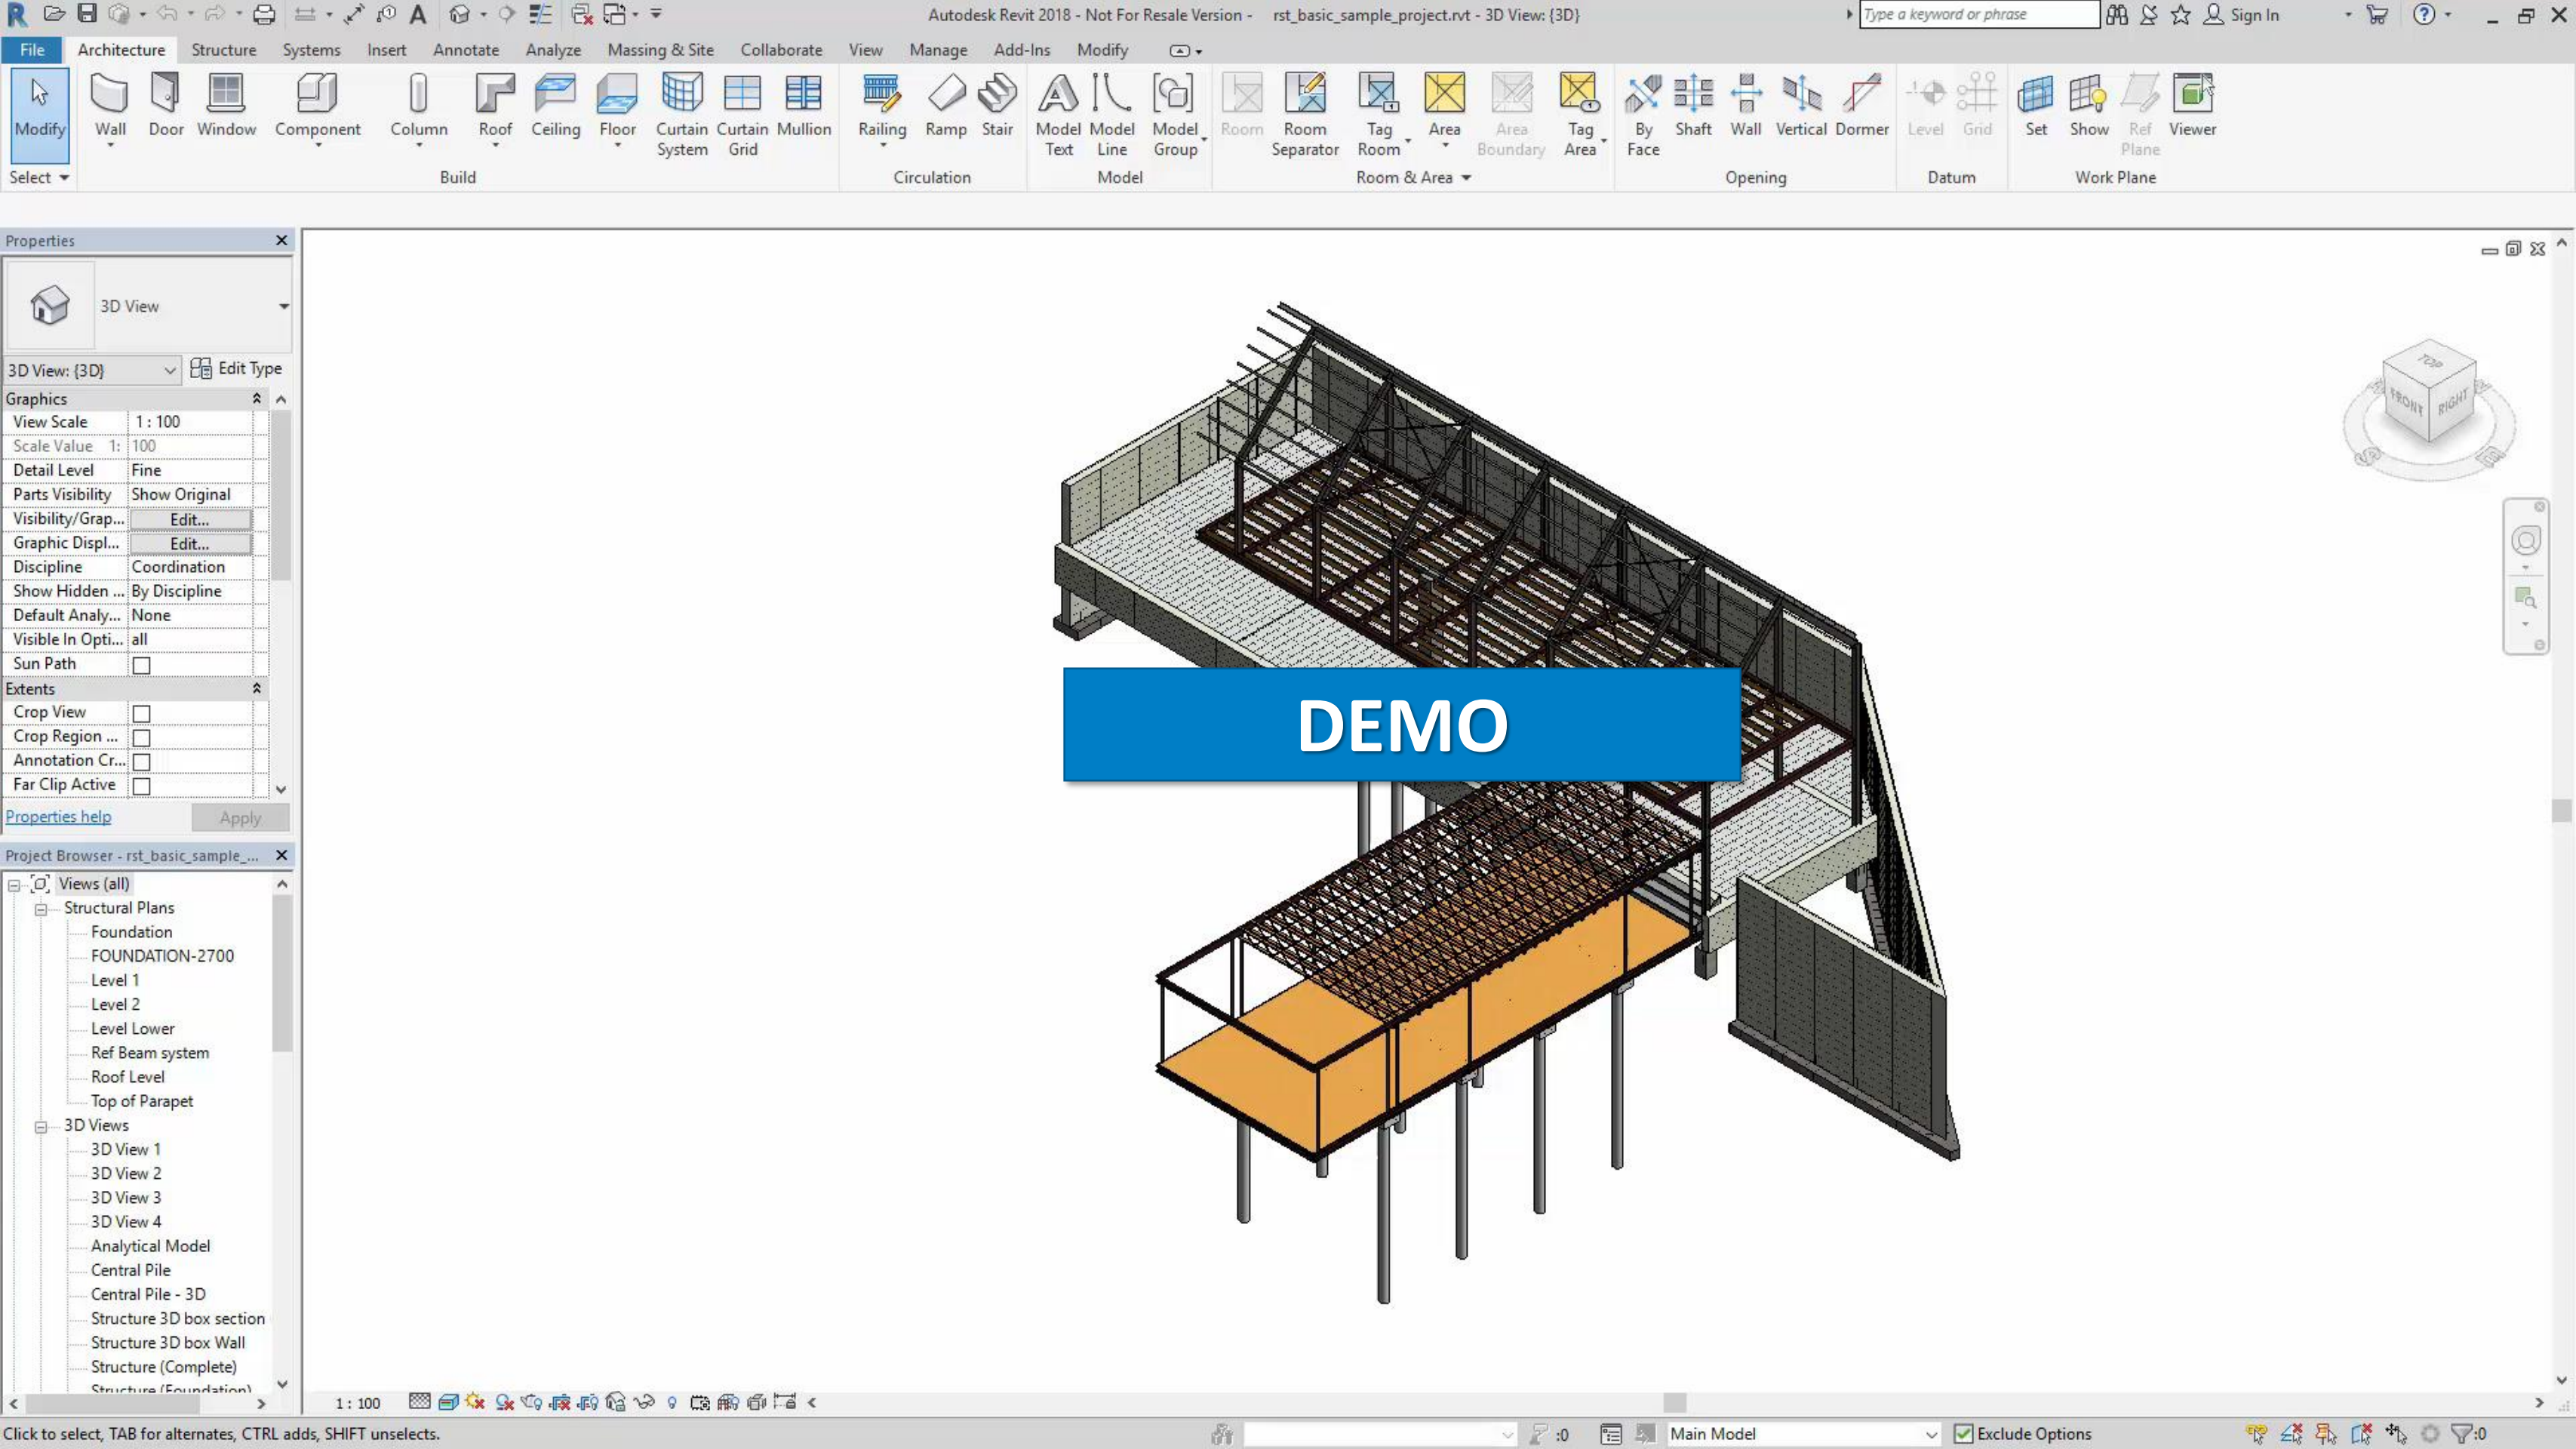 Autodesk Revit 2018 - Not For Resale Version - rst_basic_sample_project.rvt - 3D View: {3D}
Type a keyword or phrase
Sign In
File Architecture Structure Systems Insert Annotate Analyze Massing & Site Collaborate View Manage Add-Ins Modify
Modify Wall Door Window Component Column Roof Ceiling Floor Curtain System Curtain Grid Mullion Railing Ramp Stair Model Text Model Line Model Group Room Room Separator Tag Room Area Area Boundary Tag Area By Face Shaft Wall Vertical Dormer Level Grid Set Show Ref Plane Viewer
Select Build Circulation Model Room & Area Opening Datum Work Plane
Properties
3D View
3D View: {3D} Edit Type
Graphics
View Scale 1 : 100
Scale Value 1: 100
Detail Level Fine
Parts Visibility Show Original
Visibility/Grap... Edit...
Graphic Displ... Edit...
Discipline Coordination
Show Hidden ... By Discipline
Default Analy... None
Visible In Opti... all
Sun Path
Extents
Crop View
Crop Region ...
Annotation Cr...
Far Clip Active
Properties help Apply
Project Browser - rst_basic_sample_...
Views (all)
Structural Plans
Foundation
FOUNDATION-2700
Level 1
Level 2
Level Lower
Ref Beam system
Roof Level
Top of Parapet
3D Views
3D View 1
3D View 2
3D View 3
3D View 4
Analytical Model
Central Pile
Central Pile - 3D
Structure 3D box section
Structure 3D box Wall
Structure (Complete)
Structure (Foundation)
TOP
FRONT RIGHT
DEMO
1 : 100
Click to select, TAB for alternates, CTRL adds, SHIFT unselects.
:0 Main Model Exclude Options :0